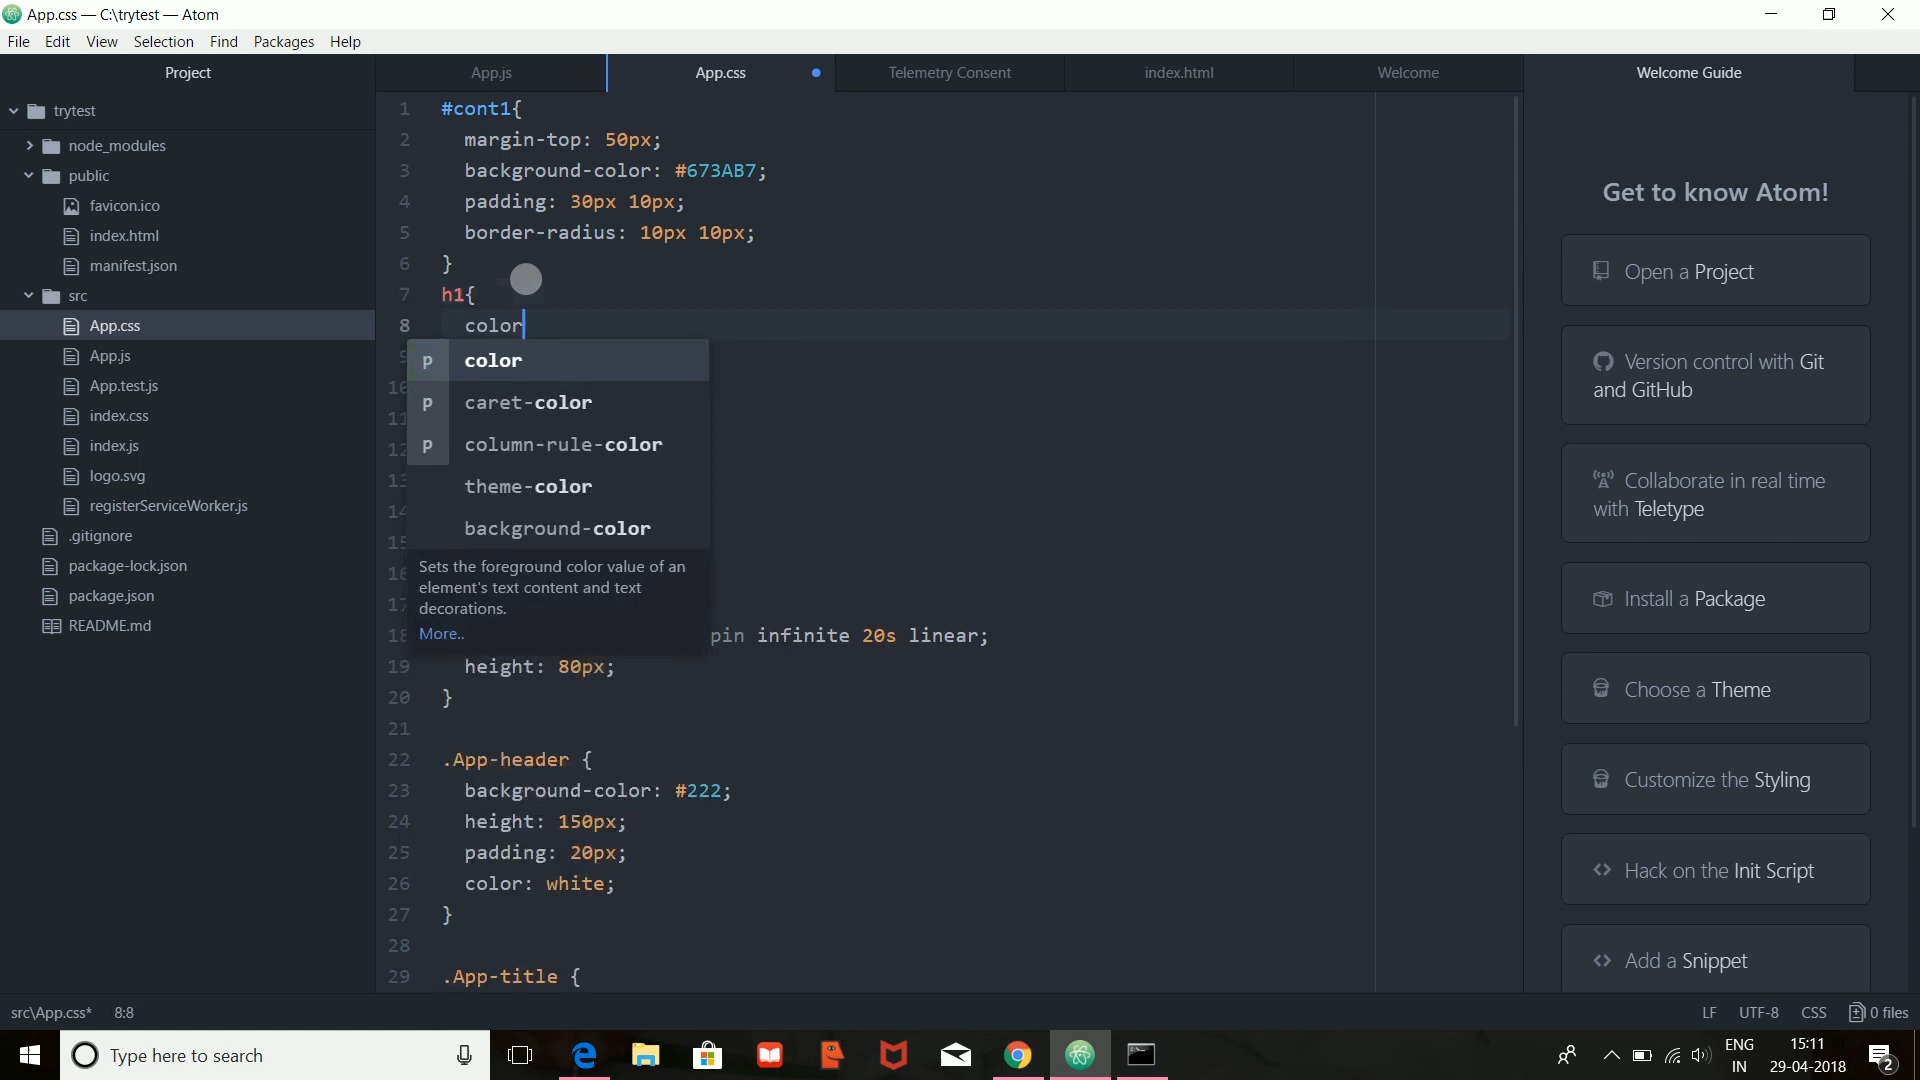 App.css — C:\trytest — Atom
File Edit View Selection Find Packages Help
Project
App.js
App.css
Telemetry Consent
index.html
Welcome
Welcome Guide
trytest
node_modules
public
favicon.ico
index.html
manifest.json
src
App.css
App.js
App.test.js
index.css
index.js
logo.svg
registerServiceWorker.js
.gitignore
package-lock.json
package.json
README.md
1 #cont1{
2 margin-top: 50px;
3 background-color: #673AB7;
4 padding: 30px 10px;
5 border-radius: 10px 10px;
6 }
7 h1{
8 color
p color
p caret-color
p column-rule-color
theme-color
background-color
Sets the foreground color value of an
element's text content and text
decorations.
More..
18 pin infinite 20s linear;
19 height: 80px;
20 }
21
22 .App-header {
23 background-color: #222;
24 height: 150px;
25 padding: 20px;
26 color: white;
27 }
28
29 .App-title {
Get to know Atom!
Open a Project
Version control with Git
and GitHub
Collaborate in real time
with Teletype
Install a Package
Choose a Theme
Customize the Styling
Hack on the Init Script
Add a Snippet
src\App.css* 8:8
LF UTF-8 CSS 0 files
Type here to search
ENG
IN
15:11
29-04-2018
2